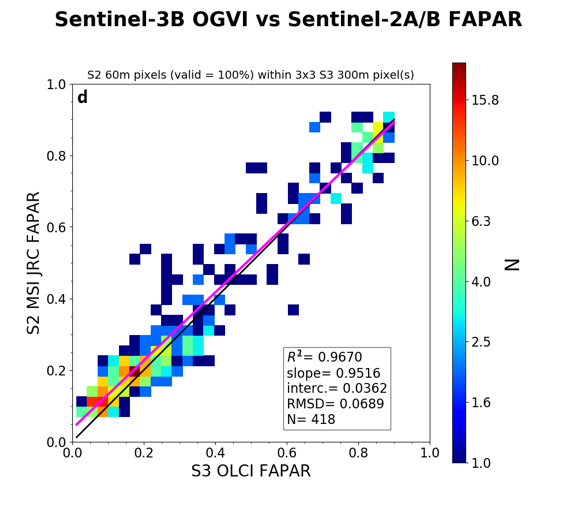 Sentinel-3B OGVI vs Sentinel-2A/B FAPAR
S2 60m pixels (valid = 100%) within 3x3 S3 300m pixel(s)
d
1.0
0.8
0.6
0.4
0.2
0.0
S2 MSI JRC FAPAR
R²= 0.9670
slope= 0.9516
interc.= 0.0362
RMSD= 0.0689
N= 418
0.0
0.2
0.4
0.6
0.8
1.0
S3 OLCI FAPAR
15.8
10.0
6.3
4.0
2.5
1.6
1.0
N